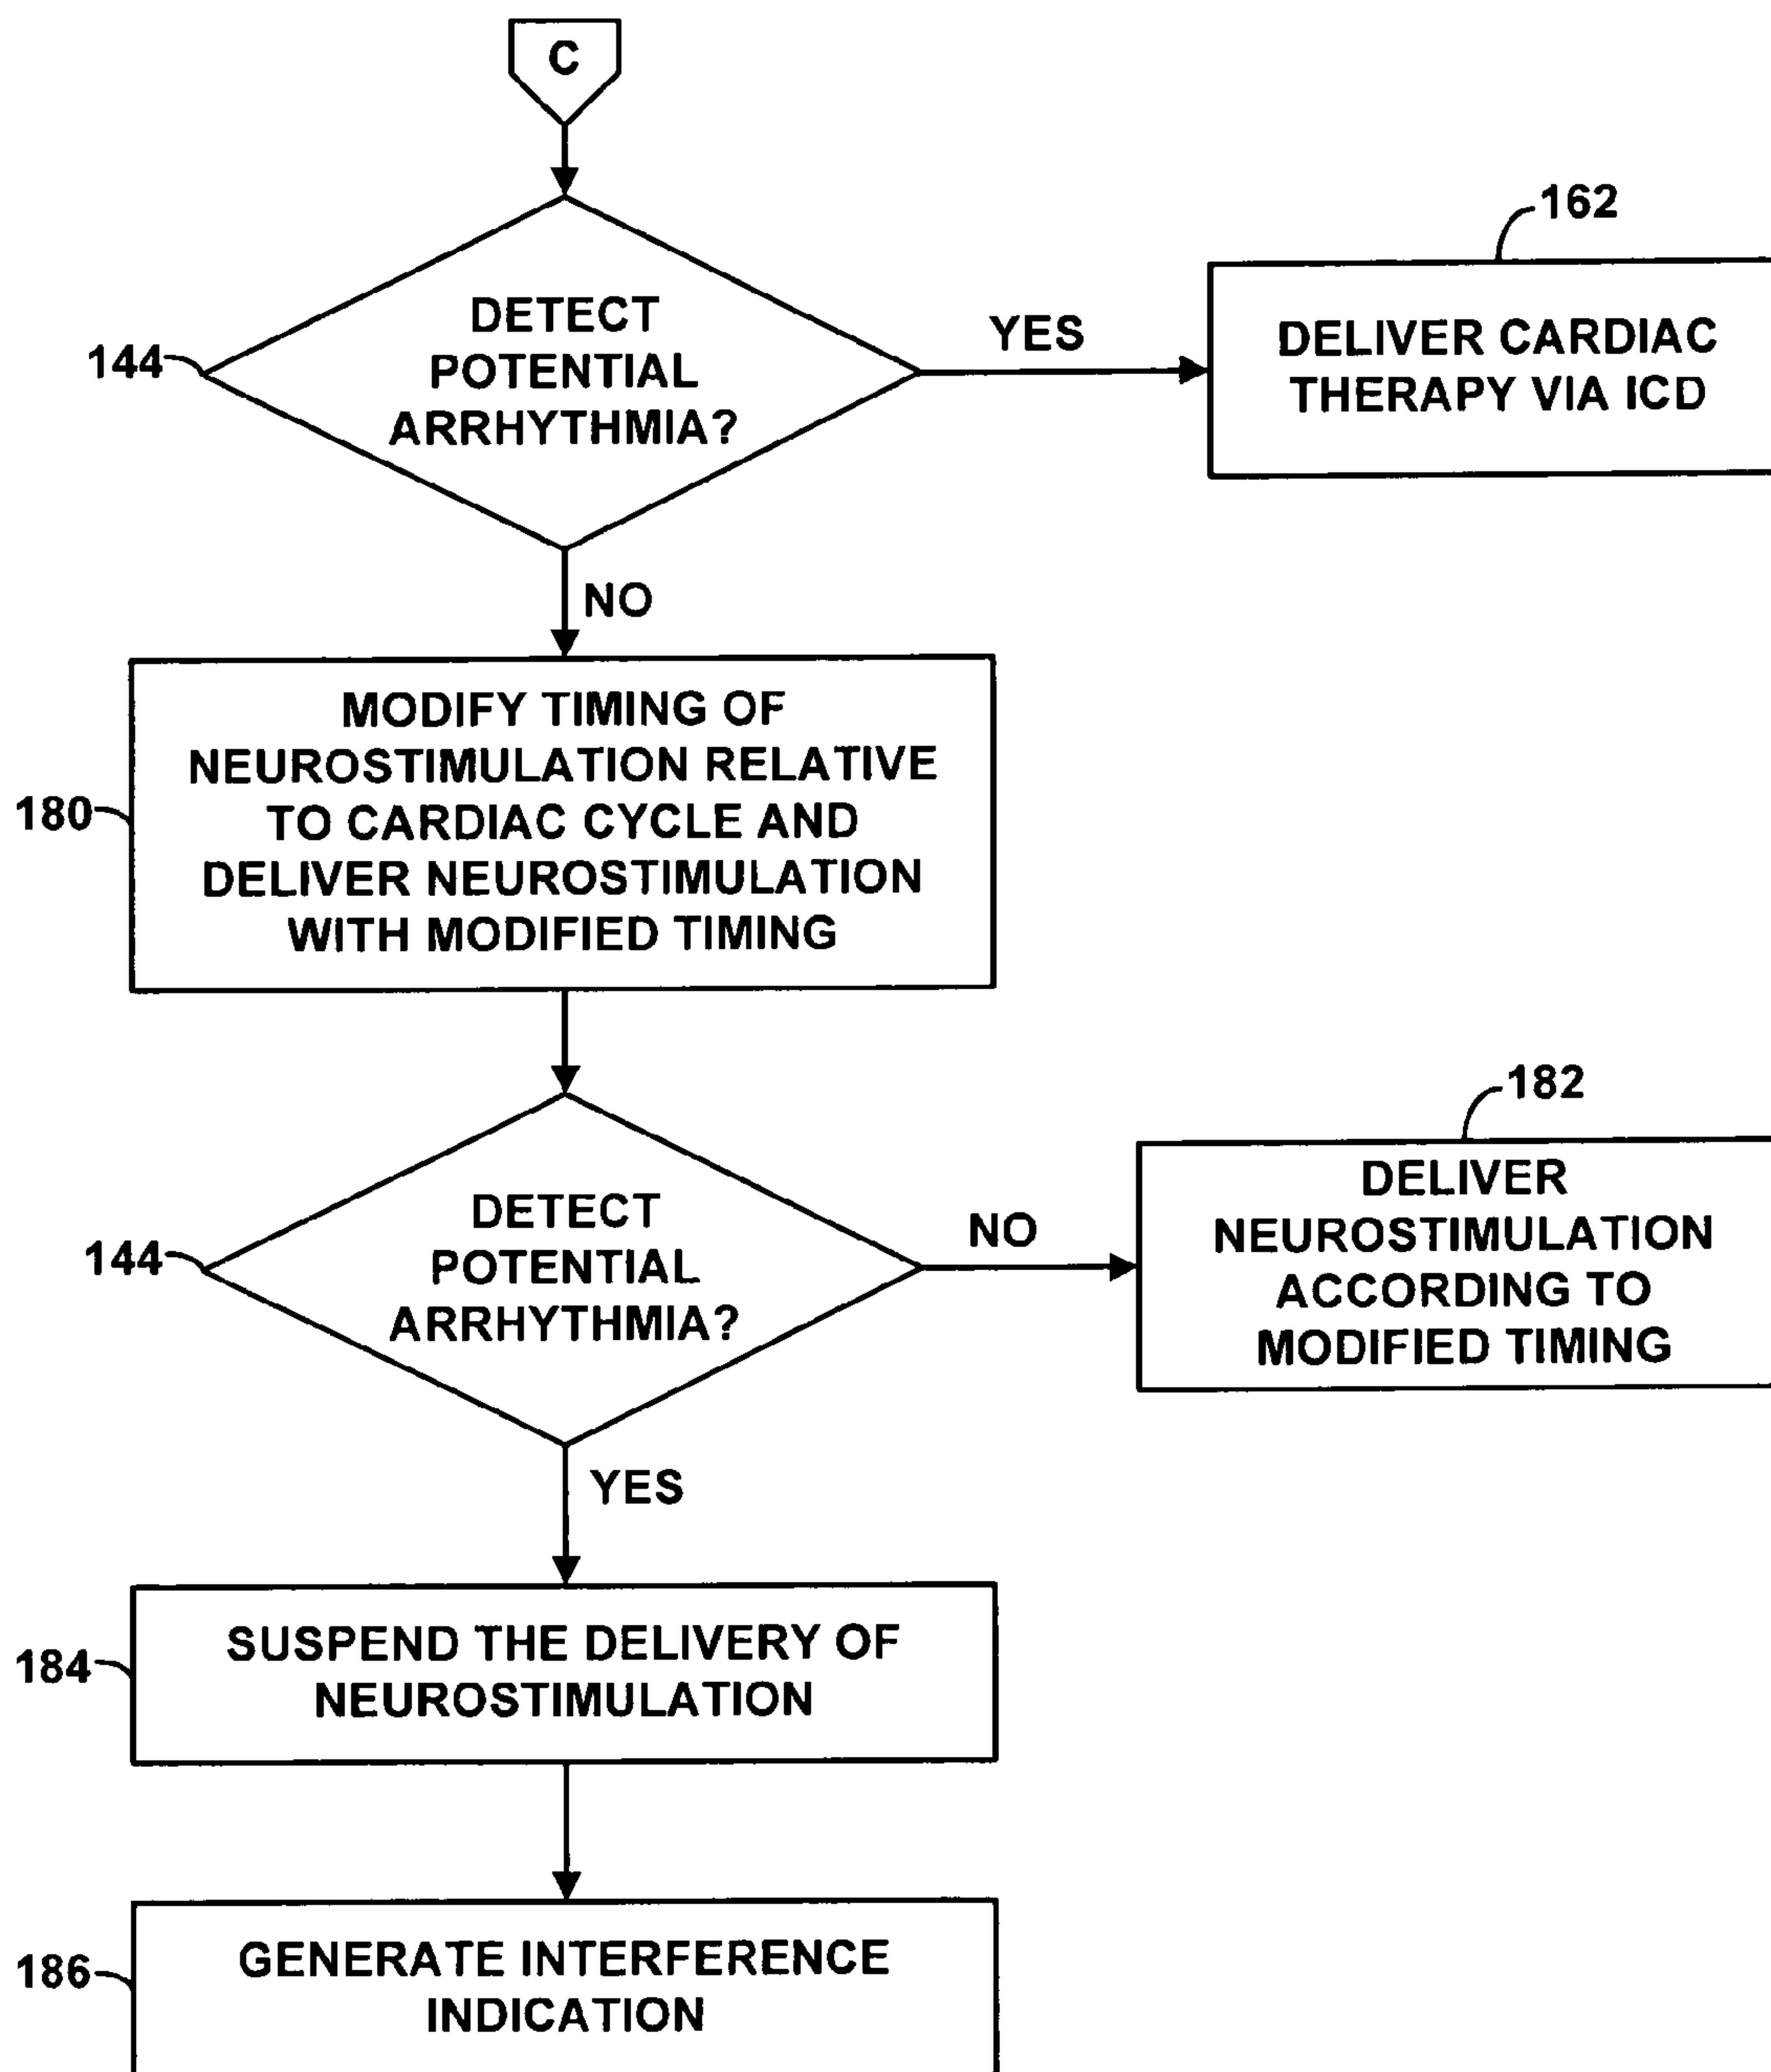 C
162
DETECT
POTENTIAL
ARRHYTHMIA?
144
YES
DELIVER CARDIAC
THERAPY VIA ICD
NO
MODIFY TIMING OF
NEUROSTIMULATION RELATIVE
TO CARDIAC CYCLE AND
DELIVER NEUROSTIMULATION
WITH MODIFIED TIMING
180
182
DETECT
POTENTIAL
ARRHYTHMIA?
144
NO
DELIVER
NEUROSTIMULATION
ACCORDING TO
MODIFIED TIMING
YES
SUSPEND THE DELIVERY OF
NEUROSTIMULATION
184
GENERATE INTERFERENCE
INDICATION
186